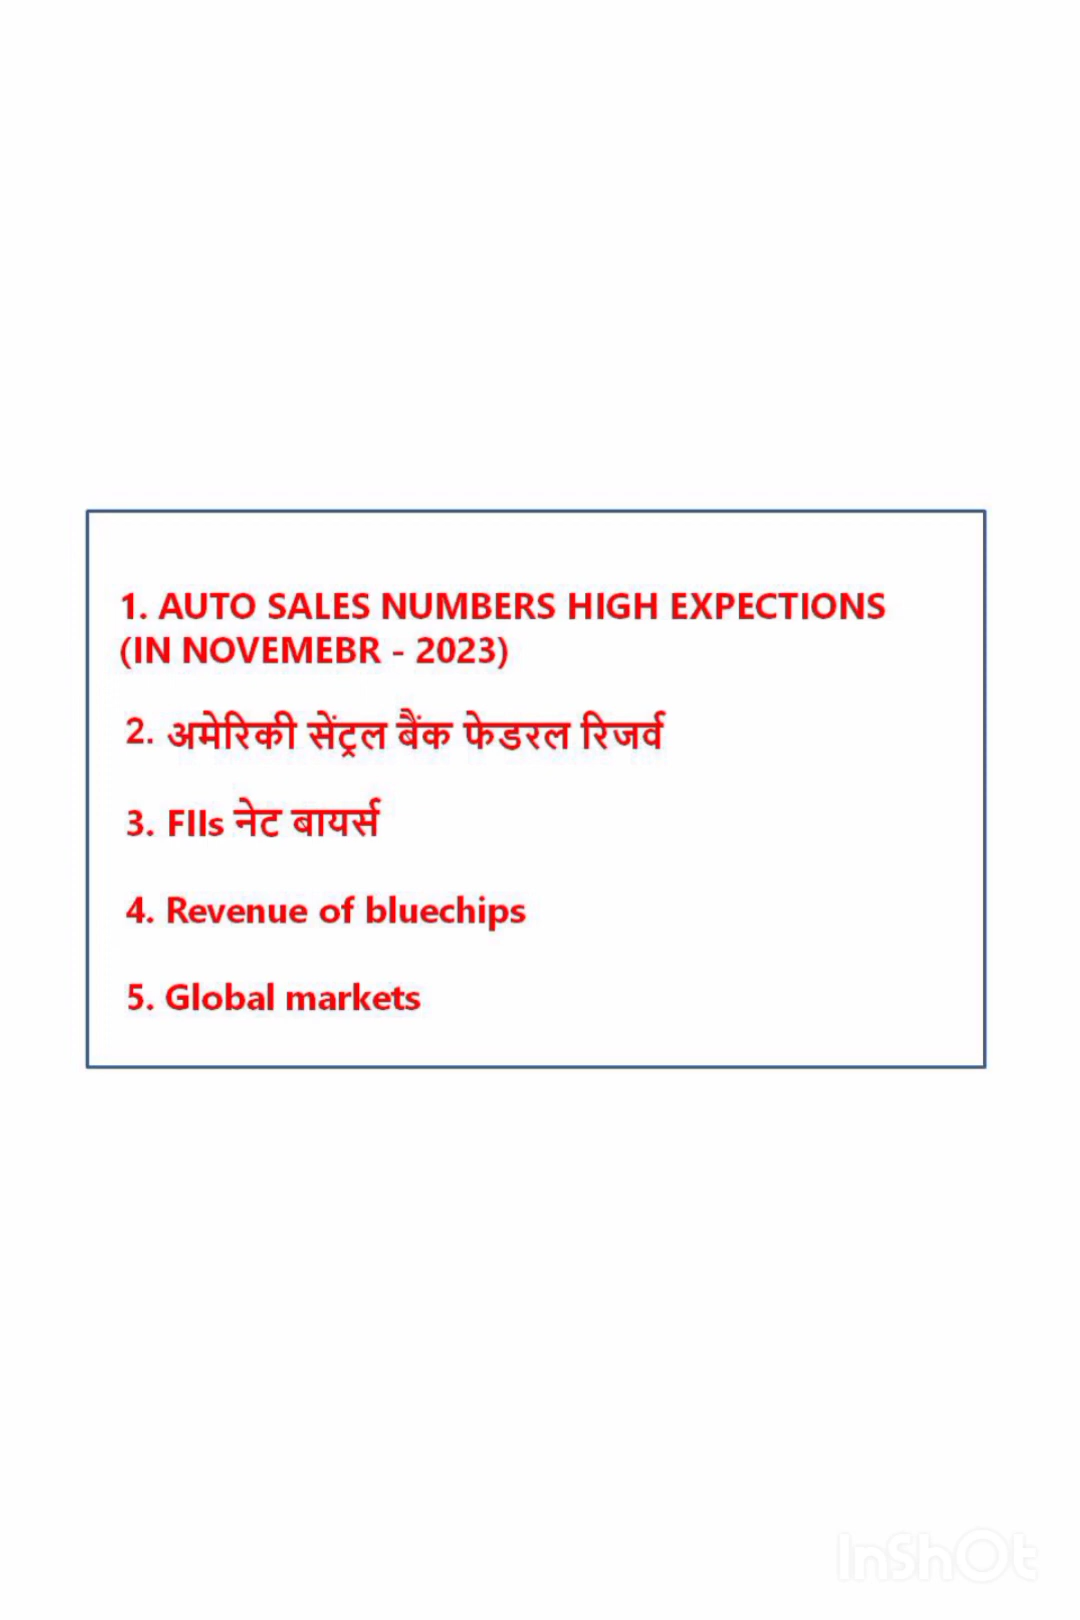 1. AUTO SALES NUMBERS HIGH EXPECTIONS
(IN NOVEMEBR - 2023)
2. अमेरिकी सेंट्रल बैंक फेडरल रिजर्व
3. FIIs नेट बायर्स
4. Revenue of bluechips
5. Global markets
InShOt